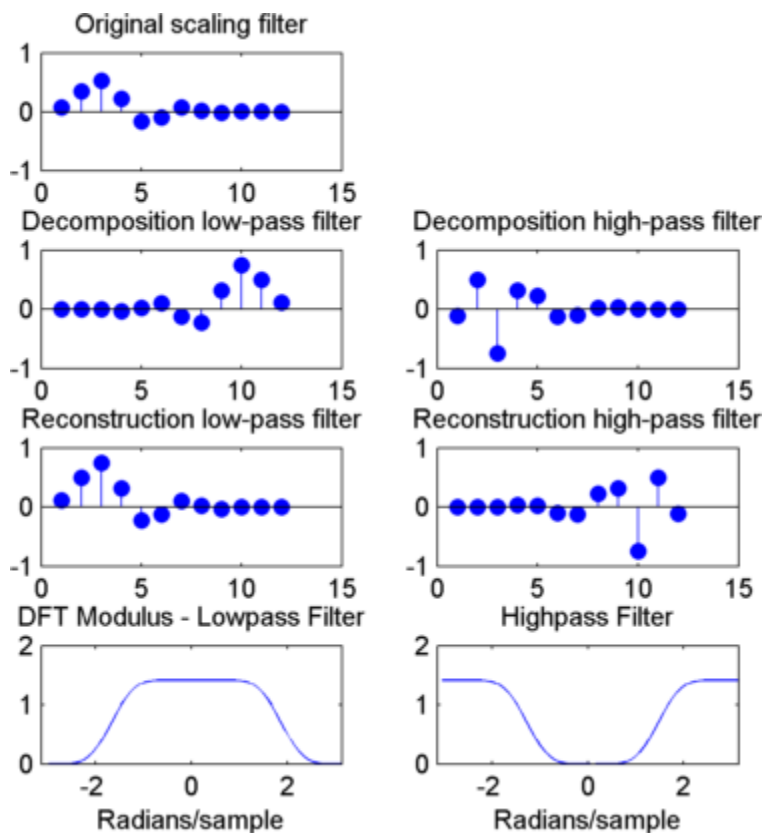 Original scaling filter
1
0
-1
0 5 10 15
Decomposition low-pass filter
1
0
-1
0 5 10 15
Decomposition high-pass filter
1
0
-1
0 5 10 15
Reconstruction low-pass filter
1
0
-1
0 5 10 15
Reconstruction high-pass filter
1
0
-1
0 5 10 15
DFT Modulus - Lowpass Filter
2
1
0
-2 0 2
Radians/sample
Highpass Filter
2
1
0
-2 0 2
Radians/sample